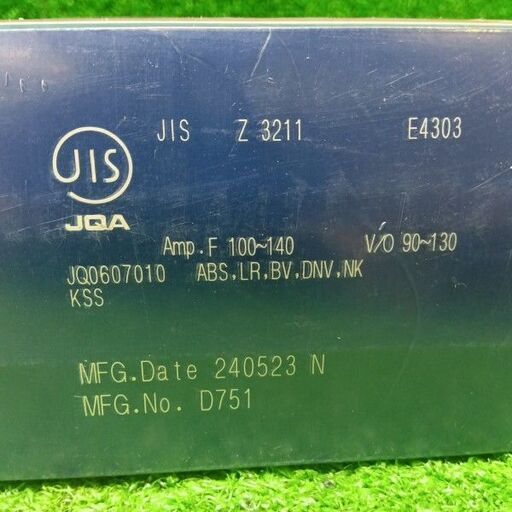 JIS Z 3211 E4303
JIS
JQA
Amp.F 100~140 V/O 90~130
JQ0607010 ABS,LR,BV,DNV,NK
KSS
MFG.Date 240523 N
MFG.No. D751